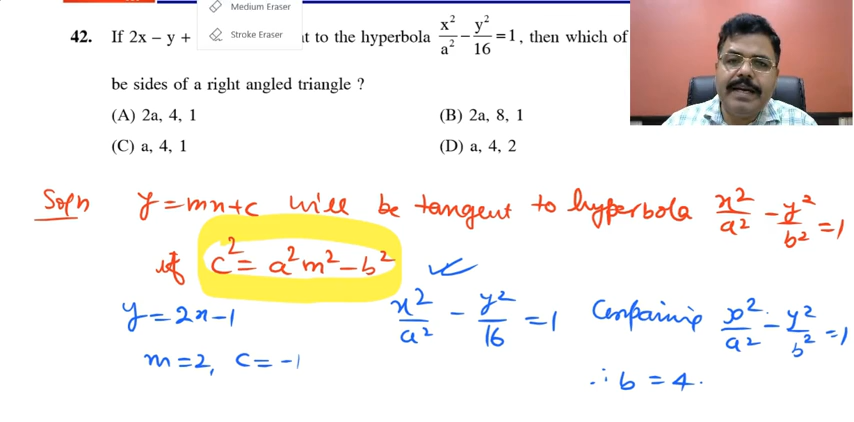 Medium Eraser
Stroke Eraser
42. If 2x – y + t to the hyperbola x²/a² – y²/16 = 1, then which of
be sides of a right angled triangle ?
(A) 2a, 4, 1 (B) 2a, 8, 1
(C) a, 4, 1 (D) a, 4, 2
Soln y = mx + c will be tangent to hyperbola x²/a² – y²/b² = 1
if c² = a²m² – b²
y = 2x – 1 x²/a² – y²/16 = 1 Comparing x²/a² – y²/b² = 1
m = 2, c = –1
∴ b = 4.